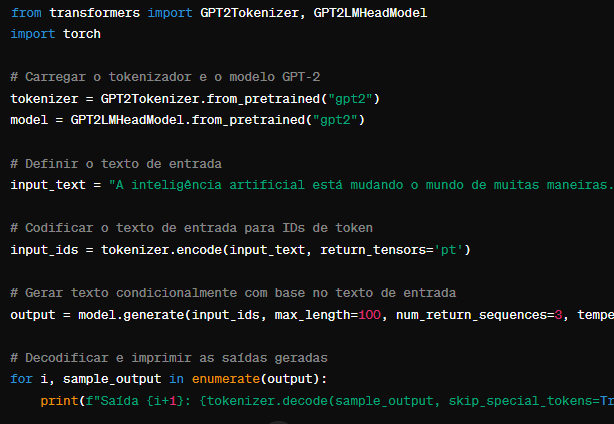 from transformers import GPT2Tokenizer, GPT2LMHeadModel
import torch
# Carregar o tokenizador e o modelo GPT-2
tokenizer = GPT2Tokenizer.from_pretrained("gpt2")
model = GPT2LMHeadModel.from_pretrained("gpt2")
# Definir o texto de entrada
input_text = "A inteligência artificial está mudando o mundo de muitas maneiras.
# Codificar o texto de entrada para IDs de token
input_ids = tokenizer.encode(input_text, return_tensors='pt')
# Gerar texto condicionalmente com base no texto de entrada
output = model.generate(input_ids, max_length=100, num_return_sequences=3, tempe
# Decodificar e imprimir as saídas geradas
for i, sample_output in enumerate(output):
    print(f"Saída {i+1}: {tokenizer.decode(sample_output, skip_special_tokens=Tr